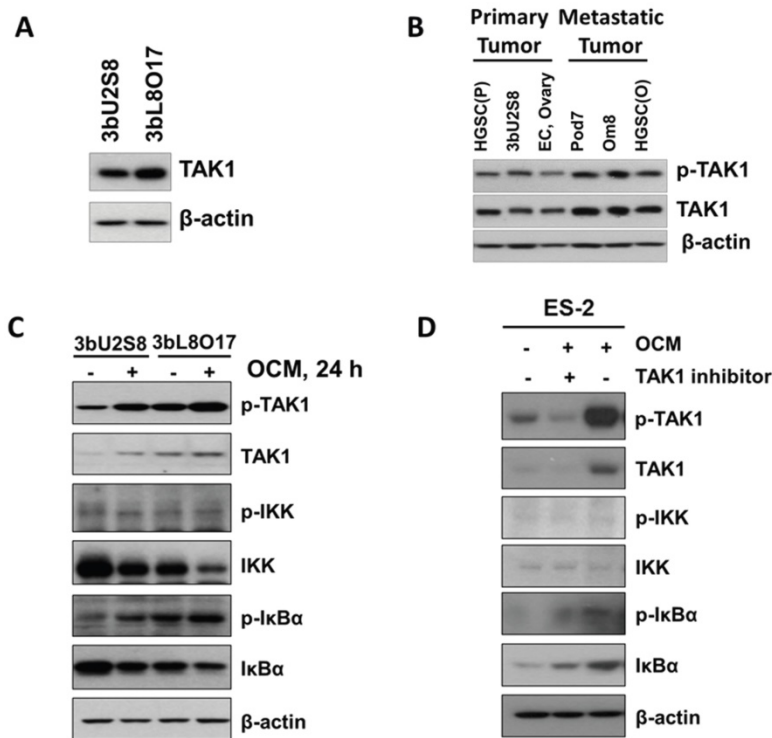 A
3bU2S8
3bL8O17
TAK1
β-actin
B
Primary Tumor
Metastatic Tumor
HGSC(P)
3bU2S8
EC, Ovary
Pod7
Om8
HGSC(O)
p-TAK1
TAK1
β-actin
C
3bU2S8 3bL8O17
- + - + OCM, 24 h
p-TAK1
TAK1
p-IKK
IKK
p-IκBα
IκBα
β-actin
D
ES-2
- + + OCM
- + - TAK1 inhibitor
p-TAK1
TAK1
p-IKK
IKK
p-IκBα
IκBα
β-actin